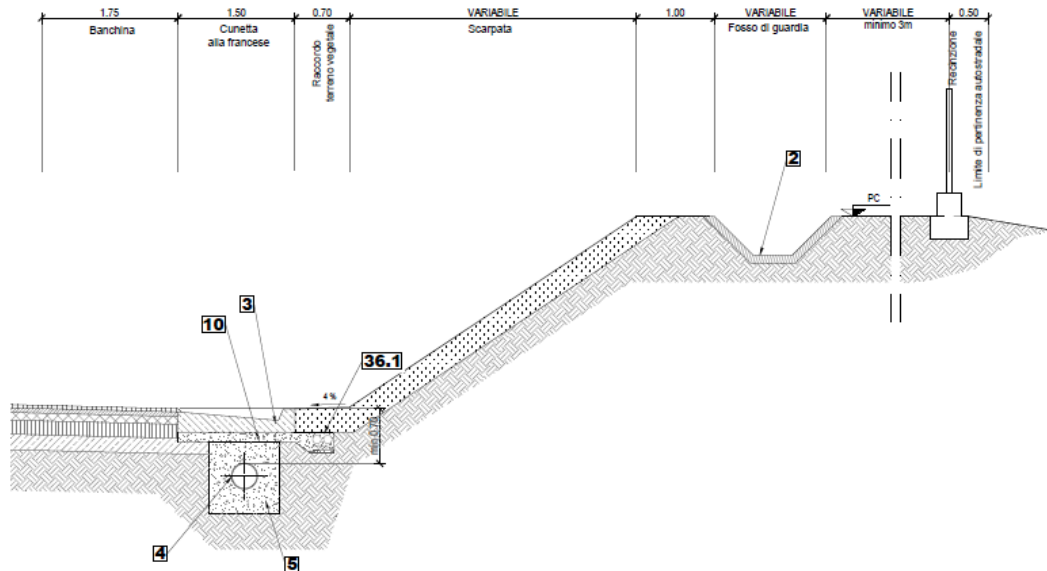 1.75
1.50
0.70
VARIABILE
1.00
VARIABILE
VARIABILE
0.50
Banchina
Cunetta
alla francese
Raccordo
terreno vegetale
Scarpata
Fosso di guardia
minimo 3m
Recinzione
Limite di pertinenza autostradale
2
PC
3
10
36.1
4 %
min 0.70
4
5